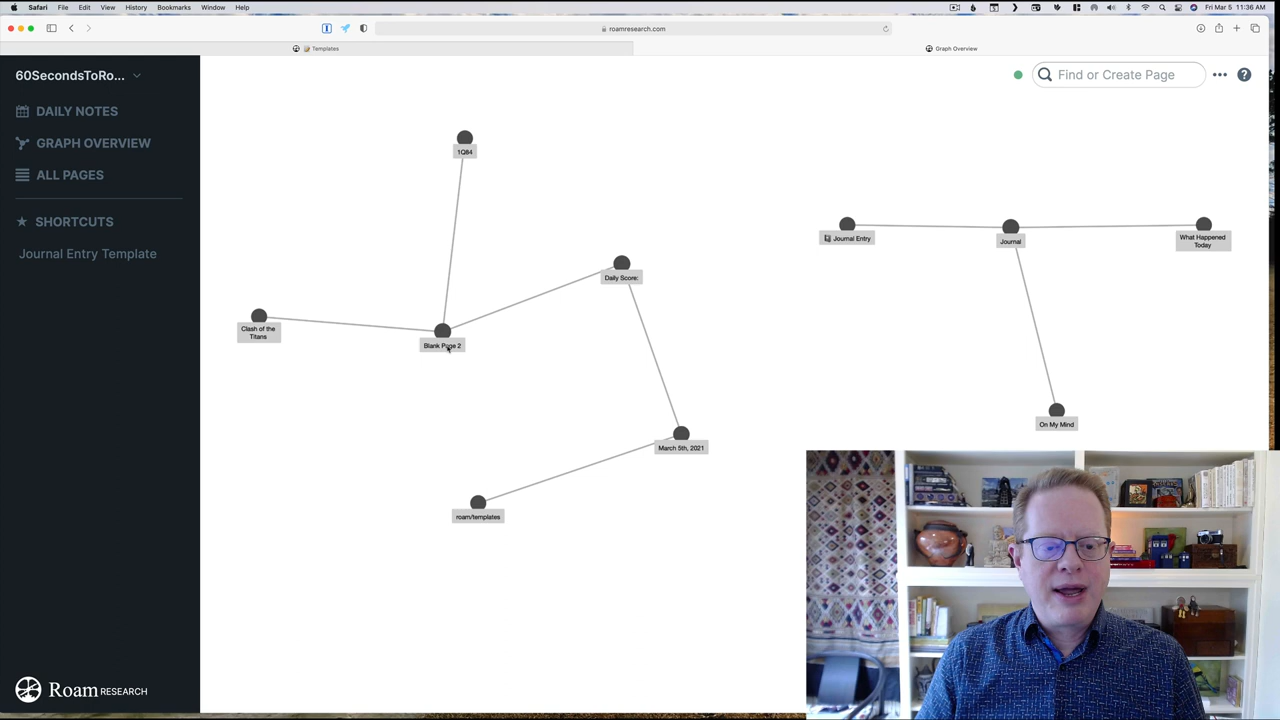 Safari File Edit View History Bookmarks Window Help Fri Mar 5 11:36 AM
roamresearch.com
Templates
Graph Overview
60SecondsToRo...
Find or Create Page
DAILY NOTES
GRAPH OVERVIEW
ALL PAGES
SHORTCUTS
Journal Entry Template
1Q84
Journal Entry
Journal
What Happened
Today
Daily Score:
Clash of the
Titans
Blank Page 2
On My Mind
March 5th, 2021
roam/templates
Roam RESEARCH